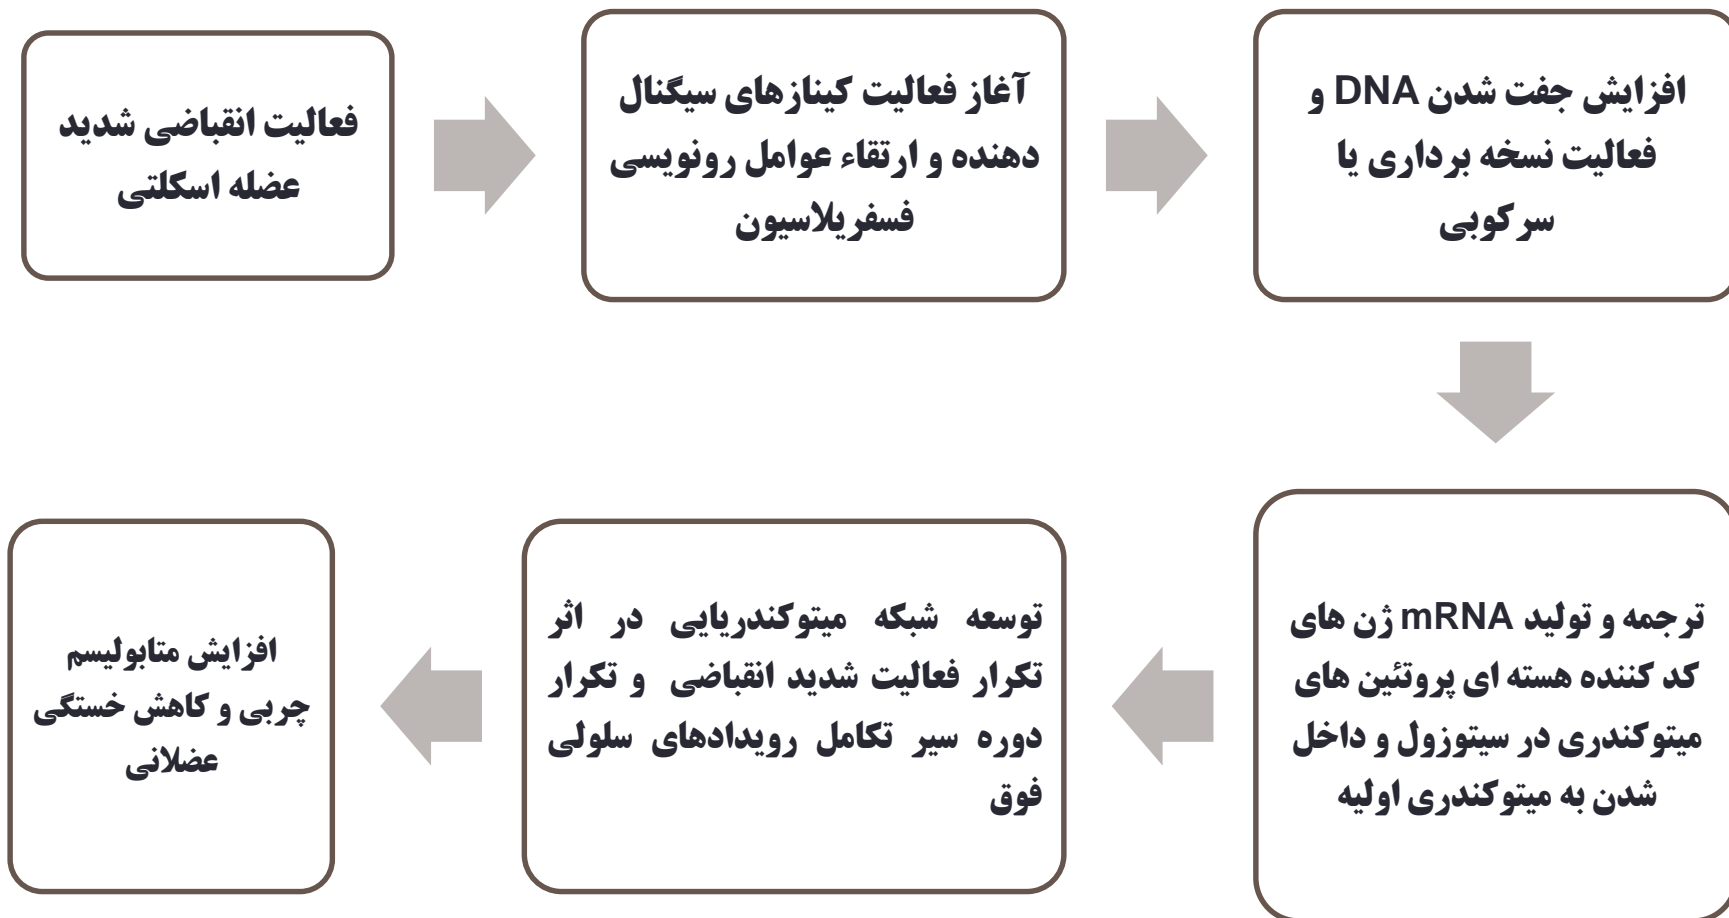 فعالیت انقباضی شدید
عضله اسکلتی
آغاز فعالیت کینازهای سیگنال
دهنده و ارتقاء عوامل رونویسی
فسفریلاسیون
افزایش جفت شدن DNA و
فعالیت نسخه برداری یا
سرکوبی
ترجمه و تولید mRNA ژن های
کد کننده هسته ای پروتئین های
میتوکندری در سیتوزول و داخل
شدن به میتوکندری اولیه
توسعه شبکه میتوکندریایی در اثر
تکرار فعالیت شدید انقباضی و تکرار
دوره سیر تکامل رویدادهای سلولی
فوق
افزایش متابولیسم
چربی و کاهش خستگی
عضلانی